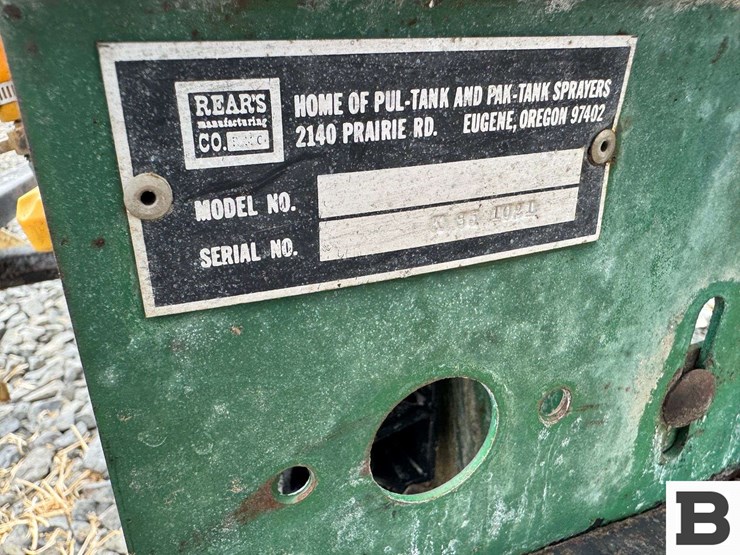 REAR'S
manufacturing
CO.
HOME OF PUL-TANK AND PAK-TANK SPRAYERS
2140 PRAIRIE RD. EUGENE, OREGON 97402
MODEL NO.
SERIAL NO.
B